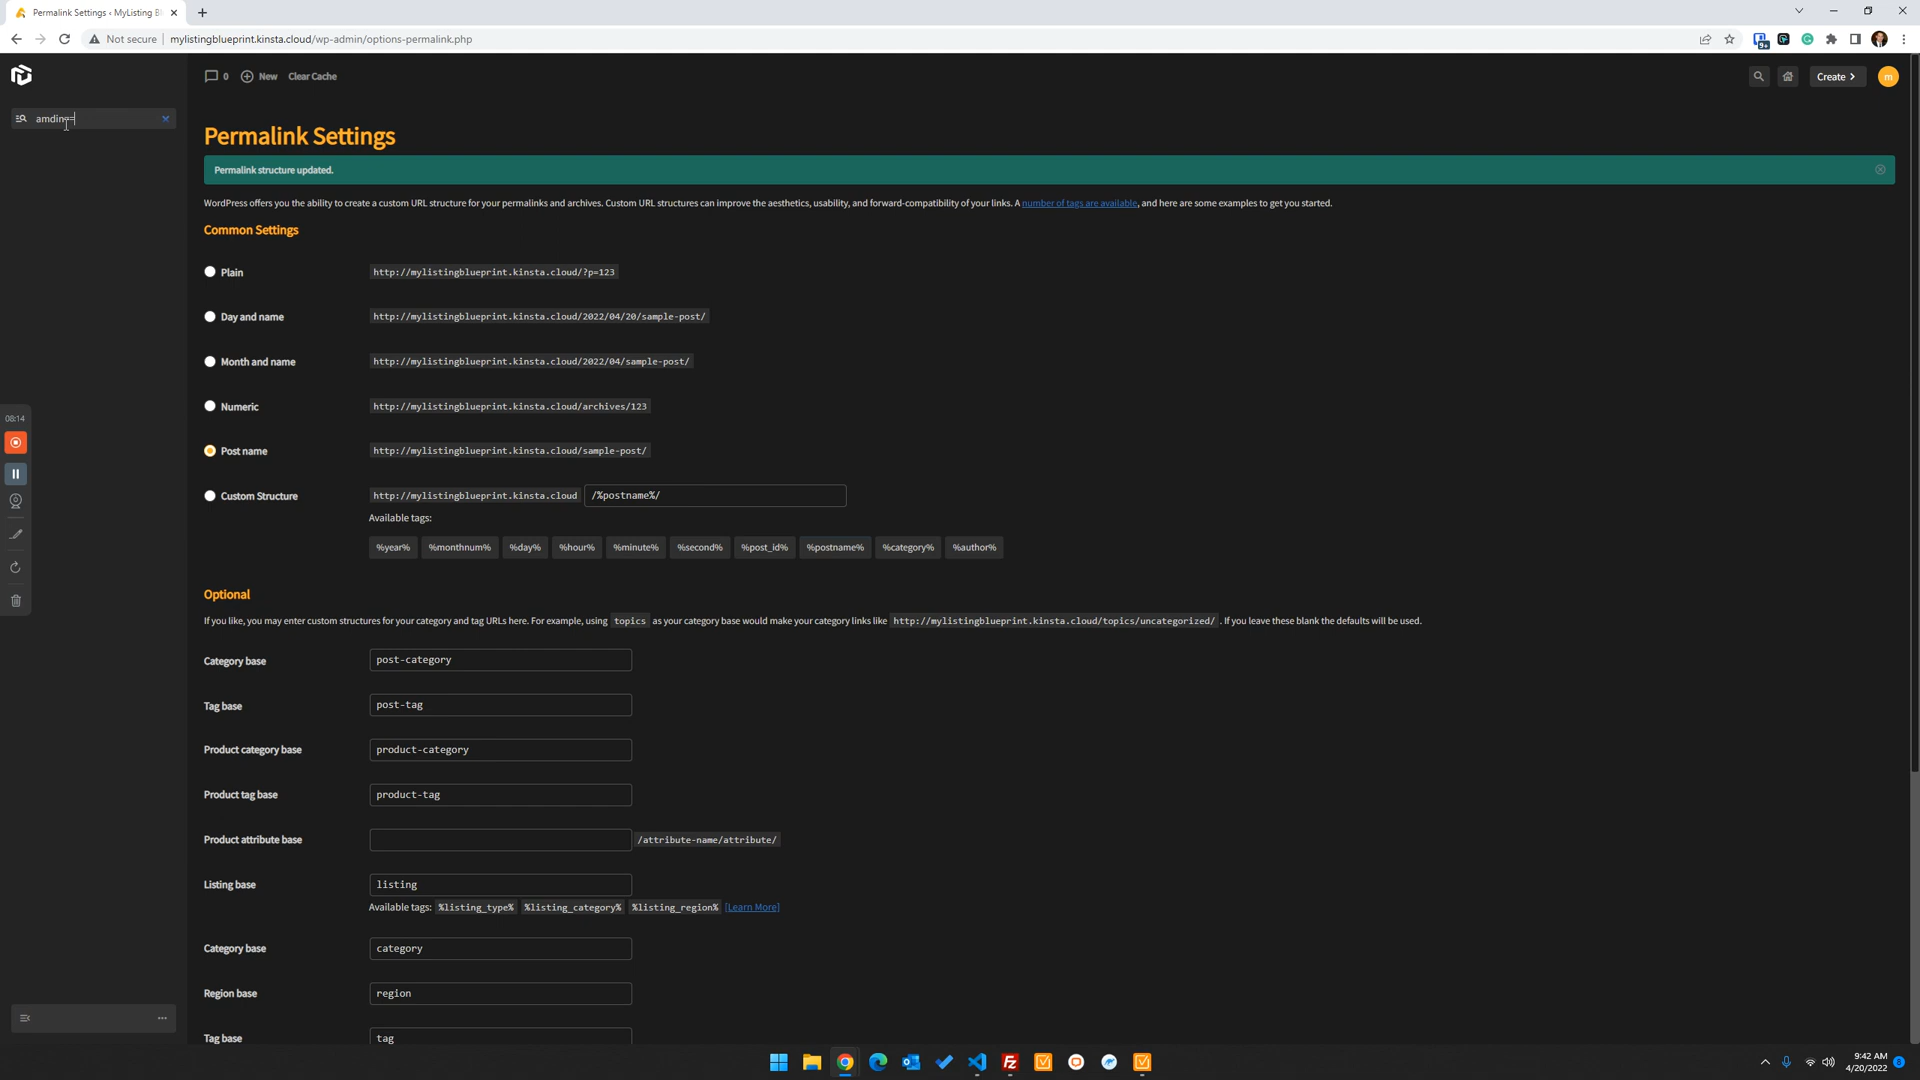 Permalink Settings ‹ MyListing Bl
Not secure
mylistingblueprint.kinsta.cloud/wp-admin/options-permalink.php
9+
0
New
Clear Cache
Create
m
amdin=
Permalink Settings
Permalink structure updated.
WordPress offers you the ability to create a custom URL structure for your permalinks and archives. Custom URL structures can improve the aesthetics, usability, and forward-compatibility of your links. A number of tags are available, and here are some examples to get you started.
Common Settings
Plain
http://mylistingblueprint.kinsta.cloud/?p=123
Day and name
http://mylistingblueprint.kinsta.cloud/2022/04/20/sample-post/
Month and name
http://mylistingblueprint.kinsta.cloud/2022/04/sample-post/
Numeric
http://mylistingblueprint.kinsta.cloud/archives/123
08:14
Post name
http://mylistingblueprint.kinsta.cloud/sample-post/
Custom Structure
http://mylistingblueprint.kinsta.cloud
/%postname%/
Available tags:
%year% %monthnum% %day% %hour% %minute% %second% %post_id% %postname% %category% %author%
Optional
If you like, you may enter custom structures for your category and tag URLs here. For example, using topics as your category base would make your category links like http://mylistingblueprint.kinsta.cloud/topics/uncategorized/ . If you leave these blank the defaults will be used.
Category base
post-category
Tag base
post-tag
Product category base
product-category
Product tag base
product-tag
Product attribute base
/attribute-name/attribute/
Listing base
listing
Available tags: %listing_type% %listing_category% %listing_region% [Learn More]
Category base
category
Region base
region
Tag base
tag
9:42 AM
4/20/2022